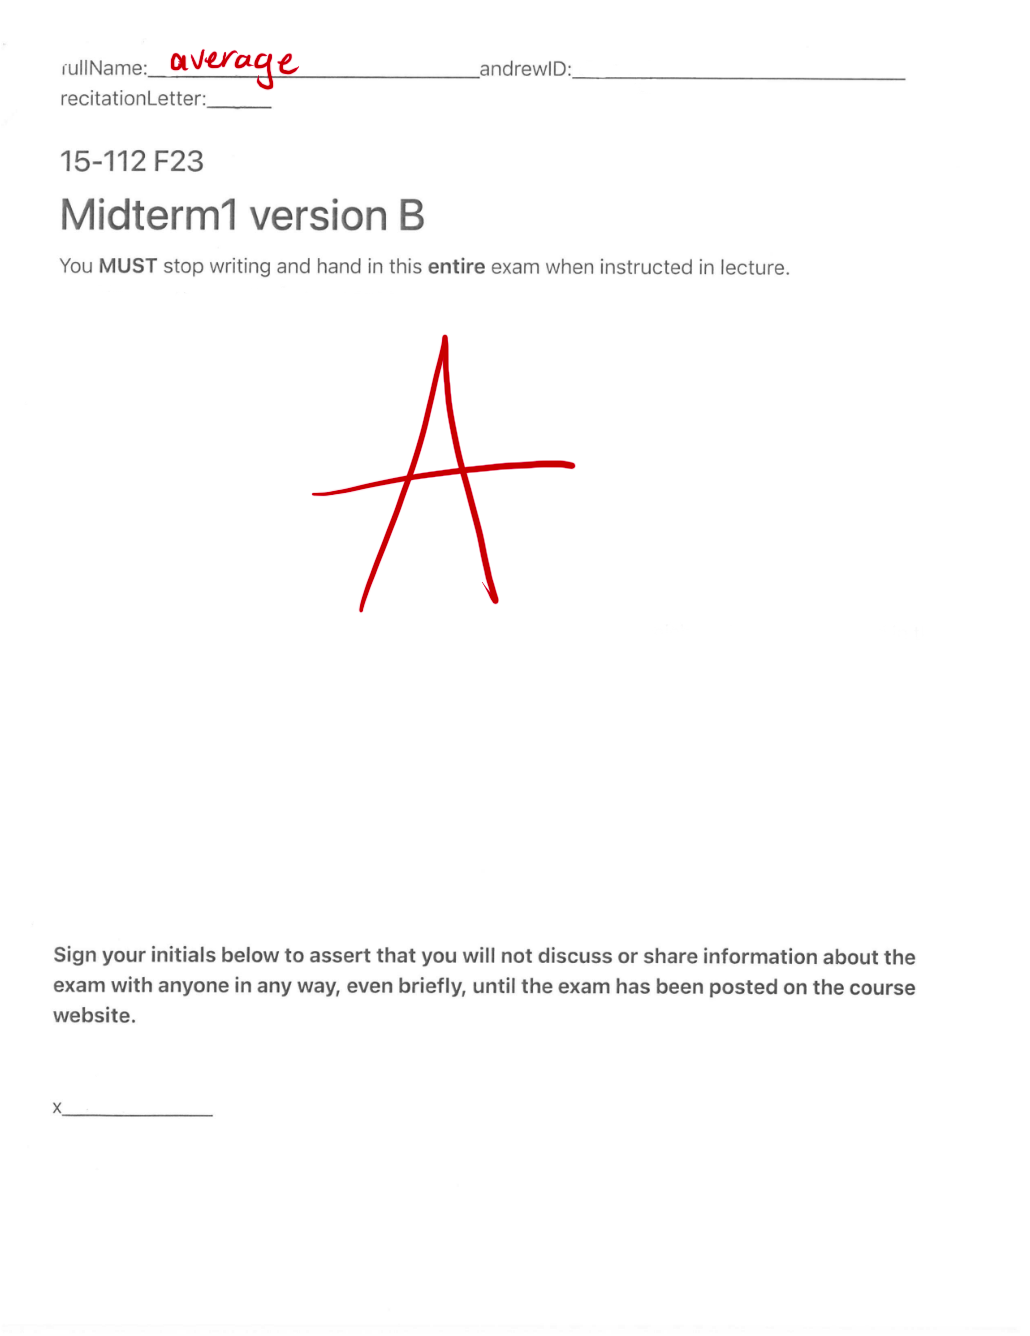 fullName: average andrewID:
recitationLetter:
15-112 F23
Midterm1 version B
You MUST stop writing and hand in this entire exam when instructed in lecture.
A
Sign your initials below to assert that you will not discuss or share information about the
exam with anyone in any way, even briefly, until the exam has been posted on the course
website.
x